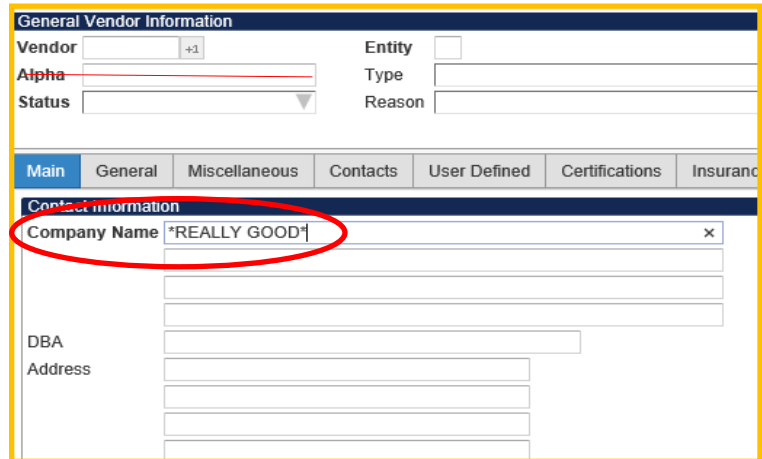 General Vendor Information
Vendor +1 Entity
Alpha Type
Status Reason
Main General Miscellaneous Contacts User Defined Certifications Insuranc
Contact Information
Company Name *REALLY GOOD* ×
DBA
Address